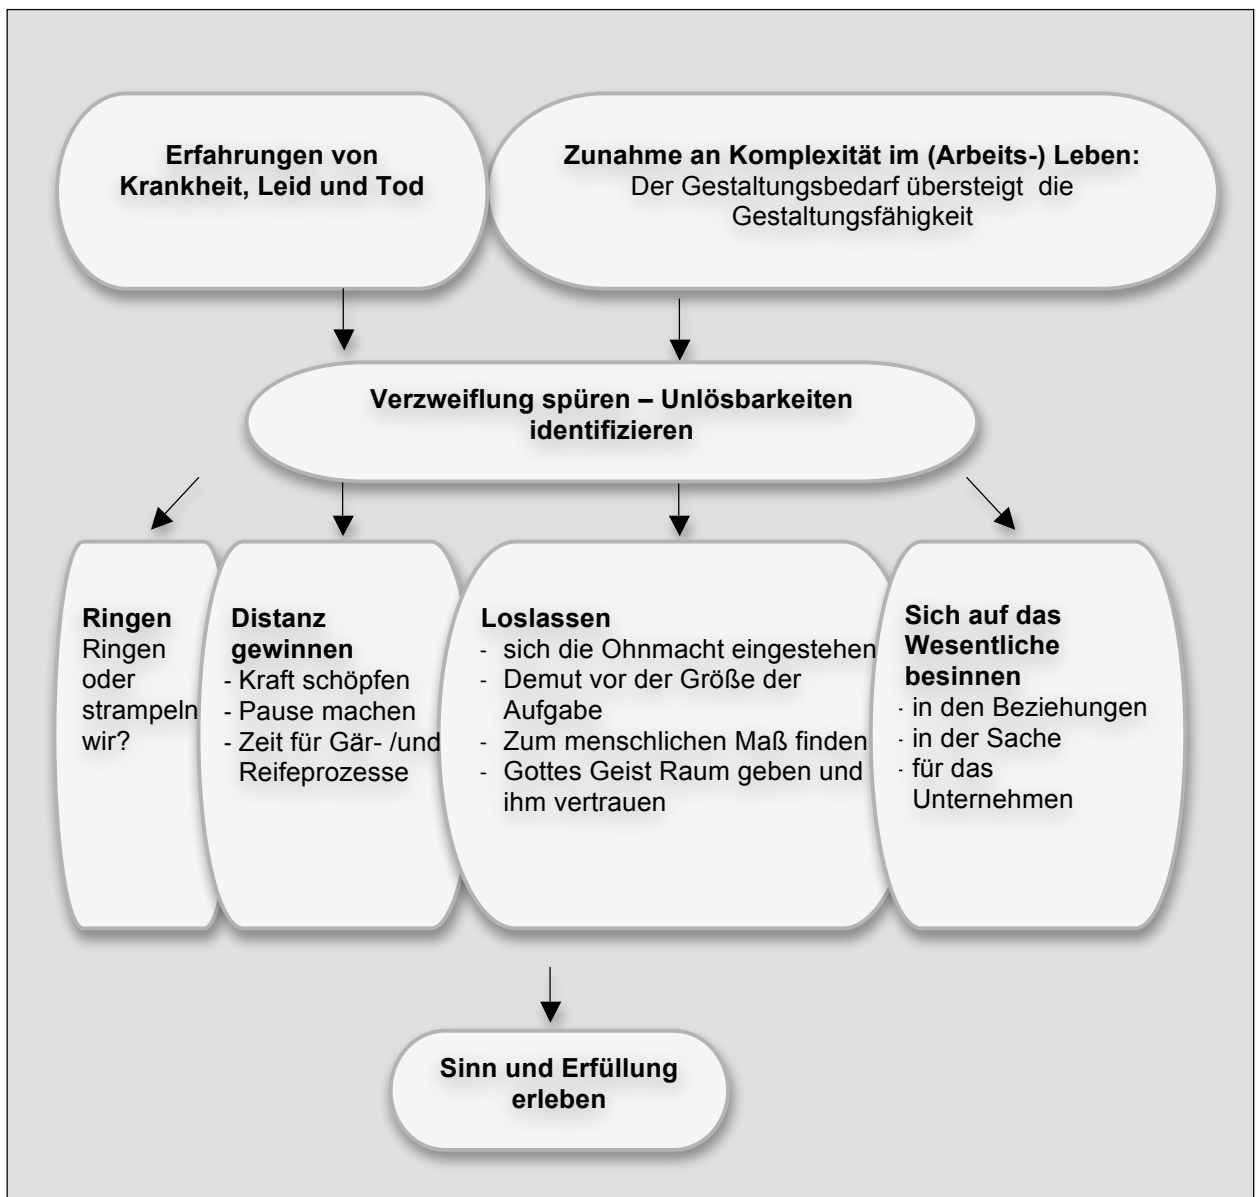 Erfahrungen von
Krankheit, Leid und Tod
Zunahme an Komplexität im (Arbeits-) Leben:
Der Gestaltungsbedarf übersteigt  die
Gestaltungsfähigkeit
Verzweiflung spüren – Unlösbarkeiten
identifizieren
Ringen
Ringen
oder
strampeln
wir?
Distanz
gewinnen
- Kraft schöpfen
- Pause machen
- Zeit für Gär- /und
Reifeprozesse
Loslassen
- sich die Ohnmacht eingestehen
- Demut vor der Größe der
Aufgabe
- Zum menschlichen Maß finden
- Gottes Geist Raum geben und
ihm vertrauen
Sich auf das
Wesentliche
besinnen
- in den Beziehungen
- in der Sache
- für das
Unternehmen
Sinn und Erfüllung
erleben